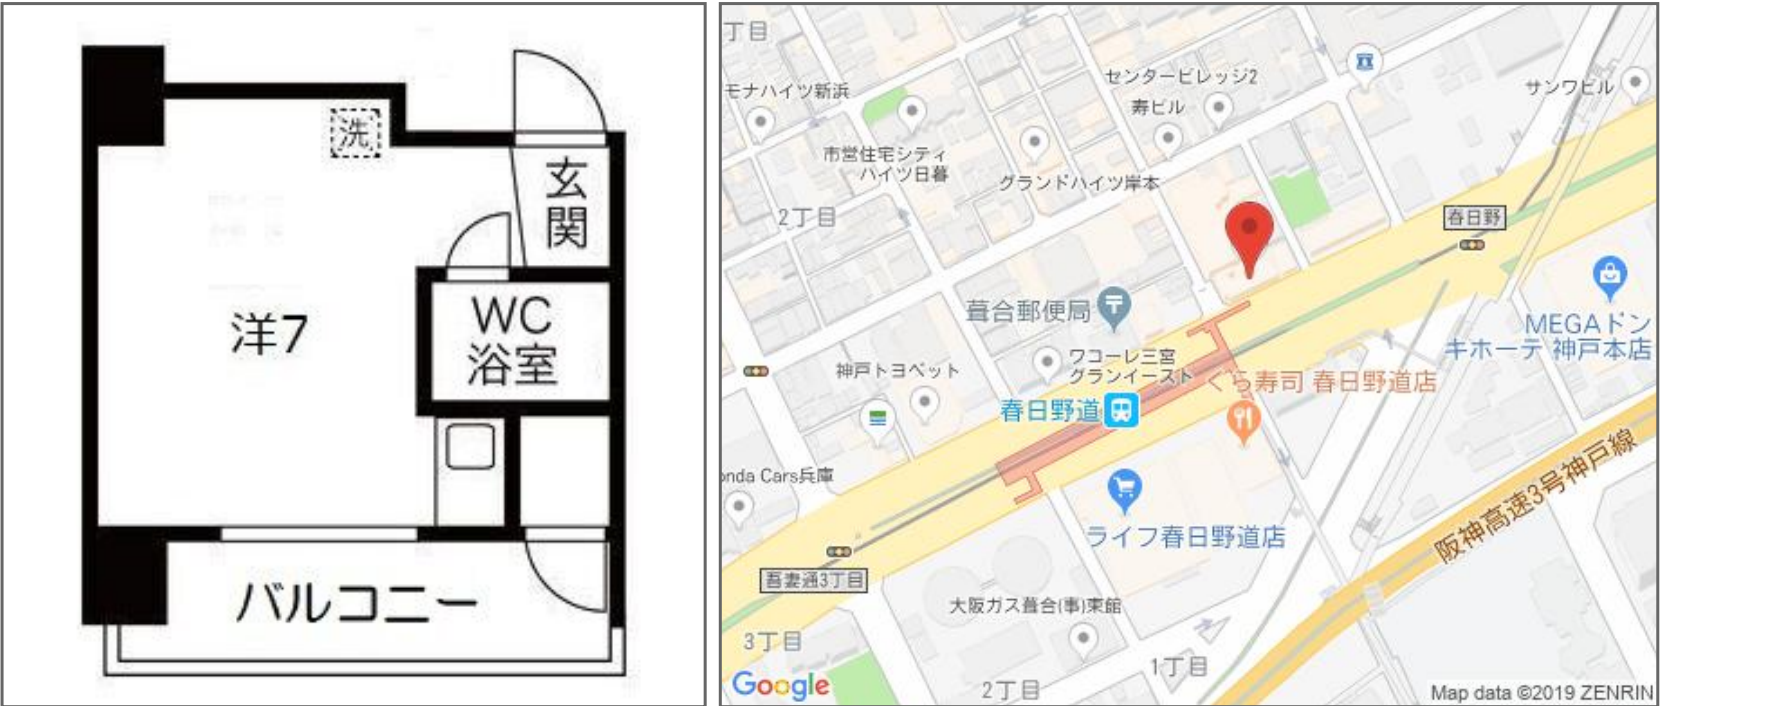 洗
玄
関
洋7
WC
浴室
バルコニー
丁目
モナハイツ新浜
センタービレッジ2
寿ビル
サンワビル
市営住宅シティ
ハイツ日暮
グランドハイツ岸本
2丁目
春日野
葺合郵便局
MEGAドン
キホーテ 神戸本店
神戸トヨペット
ワコーレ三宮
グランイースト
くら寿司 春日野道店
春日野道
onda Cars兵庫
ライフ春日野道店
阪神高速3号神戸線
吾妻通3丁目
大阪ガス葺合(事)東館
3丁目
1丁目
2丁目
Google
Map data ©2019 ZENRIN